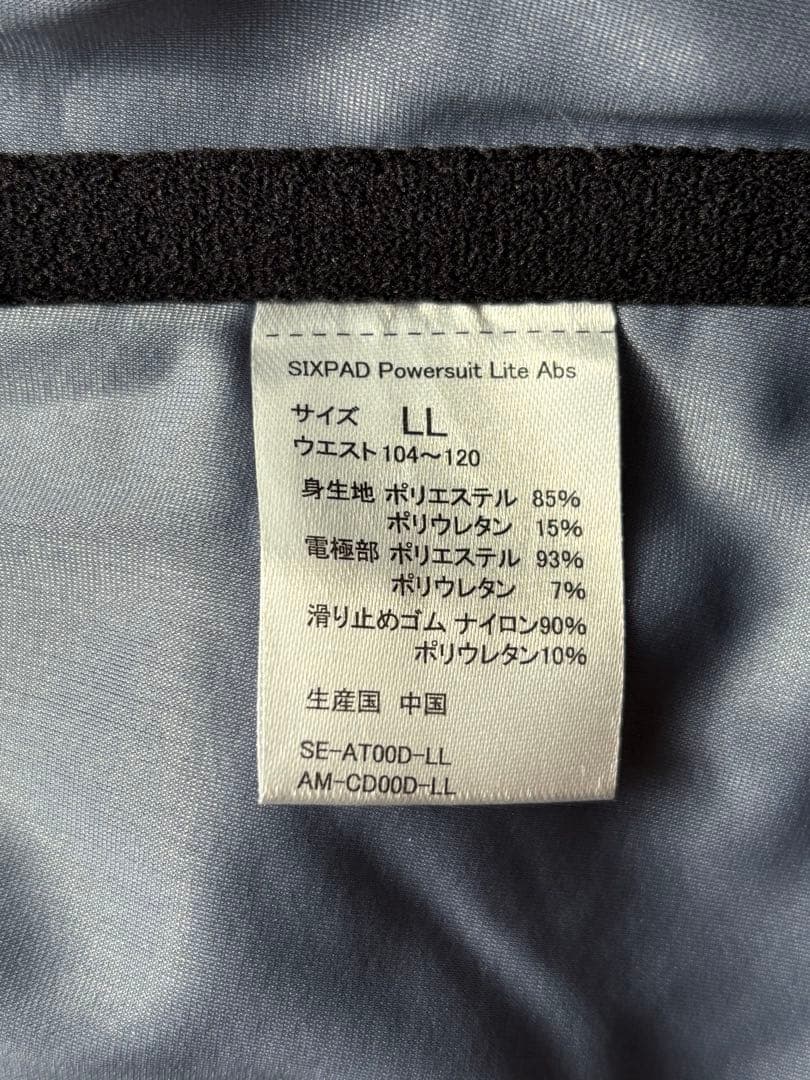 SIXPAD Powersuit Lite Abs
サイズ LL
ウエスト 104〜120
身生地 ポリエステル 85%
ポリウレタン 15%
電極部 ポリエステル 93%
ポリウレタン 7%
滑り止めゴム ナイロン90%
ポリウレタン10%
生産国 中国
SE-AT00D-LL
AM-CD00D-LL